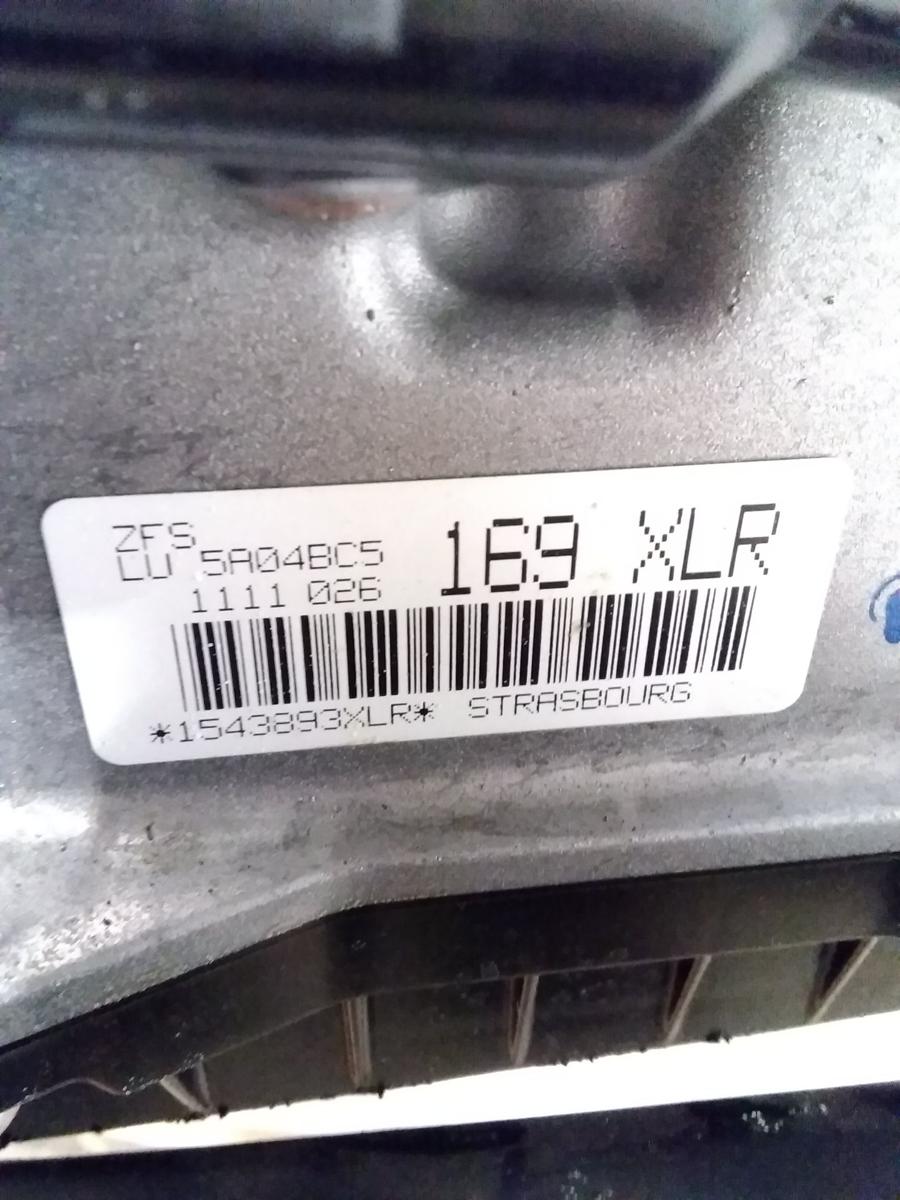 ZFS
LU 5A04BC5 169 XLR
1111 026
*1543893XLR* STRASBOURG